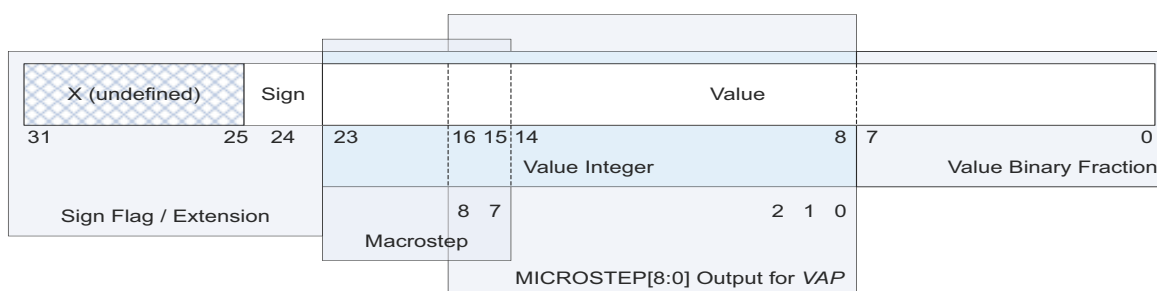 X (undefined) Sign Value
31 25 24 23 16 15 14 8 7 0
Value Integer Value Binary Fraction
Sign Flag / Extension 8 7 2 1 0
Macrostep
MICROSTEP[8:0] Output for VAP